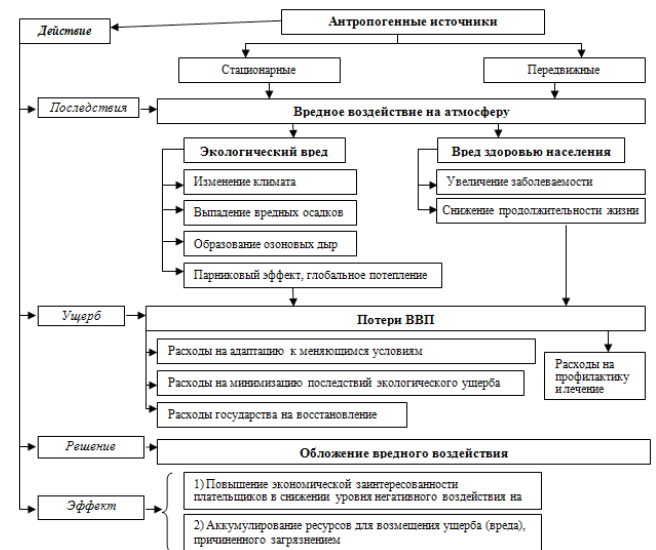 Антропогенные источники
Действие
Стационарные
Передвижные
Последствия
Вредное воздействие на атмосферу
Экологический вред
Вред здоровью населения
Изменение климата
Увеличение заболеваемости
Выпадение вредных осадков
Снижение продолжительности жизни
Образование озоновых дыр
Парниковый эффект, глобальное потепление
Ущерб
Потери ВВП
Расходы на адаптацию к меняющимся условиям
Расходы на минимизацию последствий экологического ущерба
Расходы государства на восстановление
Расходы на
профилактику
и лечение
Решение
Обложение вредного воздействия
Эффект
1) Повышение экономической заинтересованности
плательщиков в снижении уровня негативного воздействия на
2) Аккумулирование ресурсов для возмещения ущерба (вреда),
причиненного загрязнением